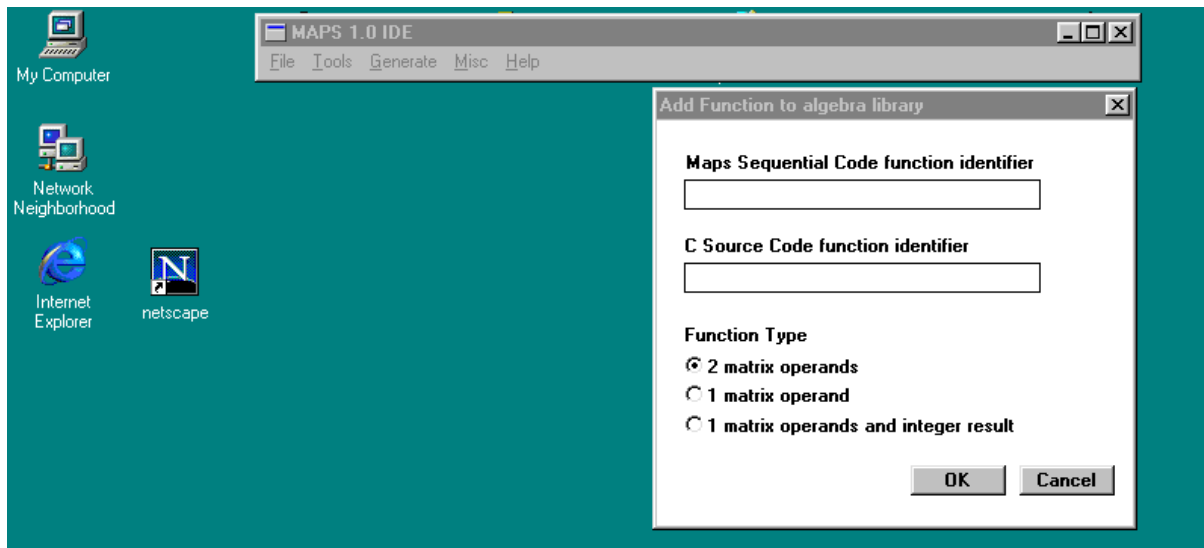 My Computer
Network
Neighborhood
Internet
Explorer
netscape
MAPS 1.0 IDE
File Tools Generate Misc Help
Add Function to algebra library
Maps Sequential Code function identifier
C Source Code function identifier
Function Type
2 matrix operands
1 matrix operand
1 matrix operands and integer result
OK Cancel